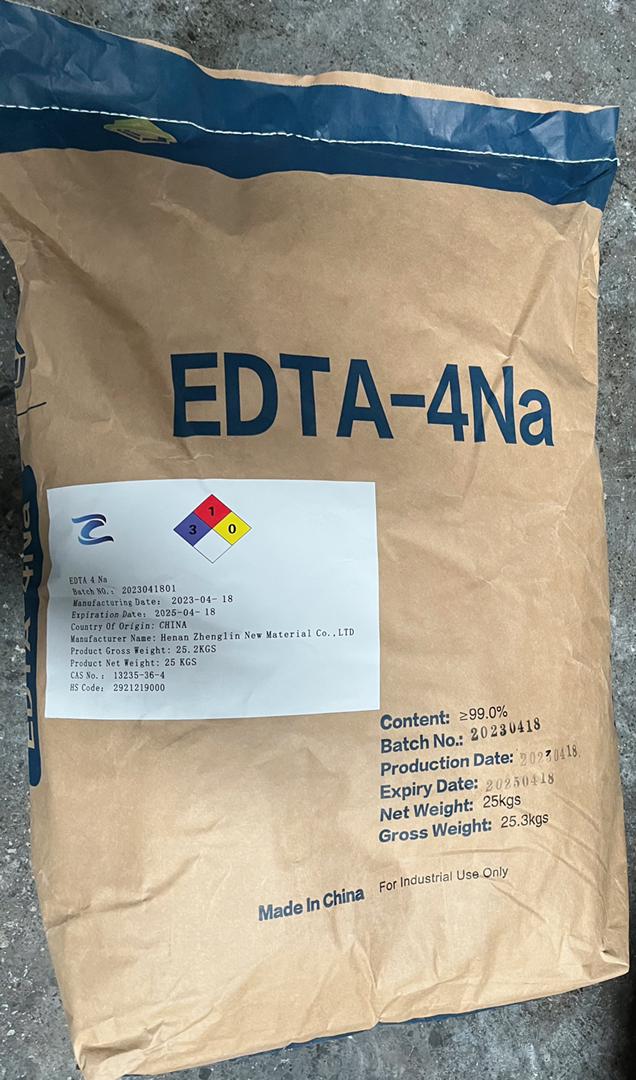 EDTA-4Na
1
3
0
EDTA 4 Na
Batch NO.: 2023041801
Manufacturing Date: 2023-04- 18
Expiration Date: 2025-04- 18
Country Of Origin: CHINA
Manufacturer Name: Henan Zhenglin New Material Co.,LTD
Product Gross Weight: 25.2KGS
Product Net Weight: 25 KGS
CAS No.: 13235-36-4
HS Code: 2921219000
EDTA 4Na
Content: ≥99.0%
Batch No.: 20230418
Production Date: 20230418
Expiry Date: 20250418
Net Weight: 25kgs
Gross Weight: 25.3kgs
Made In China
For Industrial Use Only